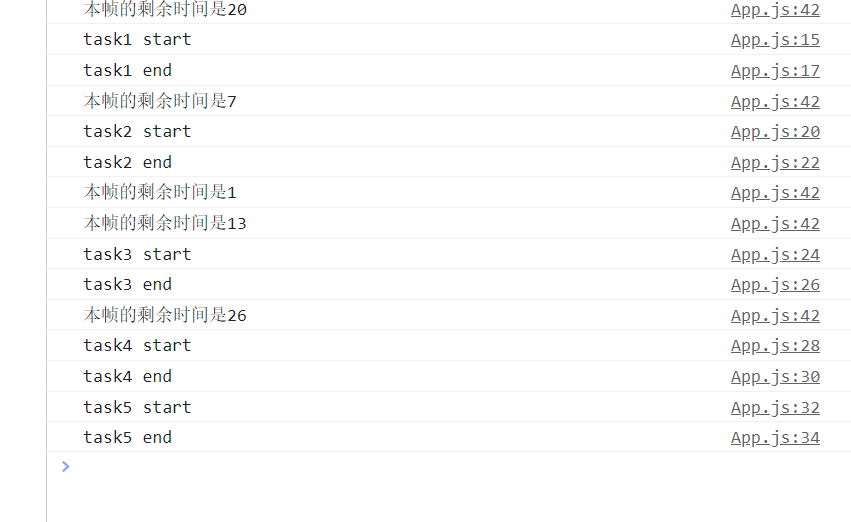 本帧的剩余时间是20 App.js:42
task1 start App.js:15
task1 end App.js:17
本帧的剩余时间是7 App.js:42
task2 start App.js:20
task2 end App.js:22
本帧的剩余时间是1 App.js:42
本帧的剩余时间是13 App.js:42
task3 start App.js:24
task3 end App.js:26
本帧的剩余时间是26 App.js:42
task4 start App.js:28
task4 end App.js:30
task5 start App.js:32
task5 end App.js:34